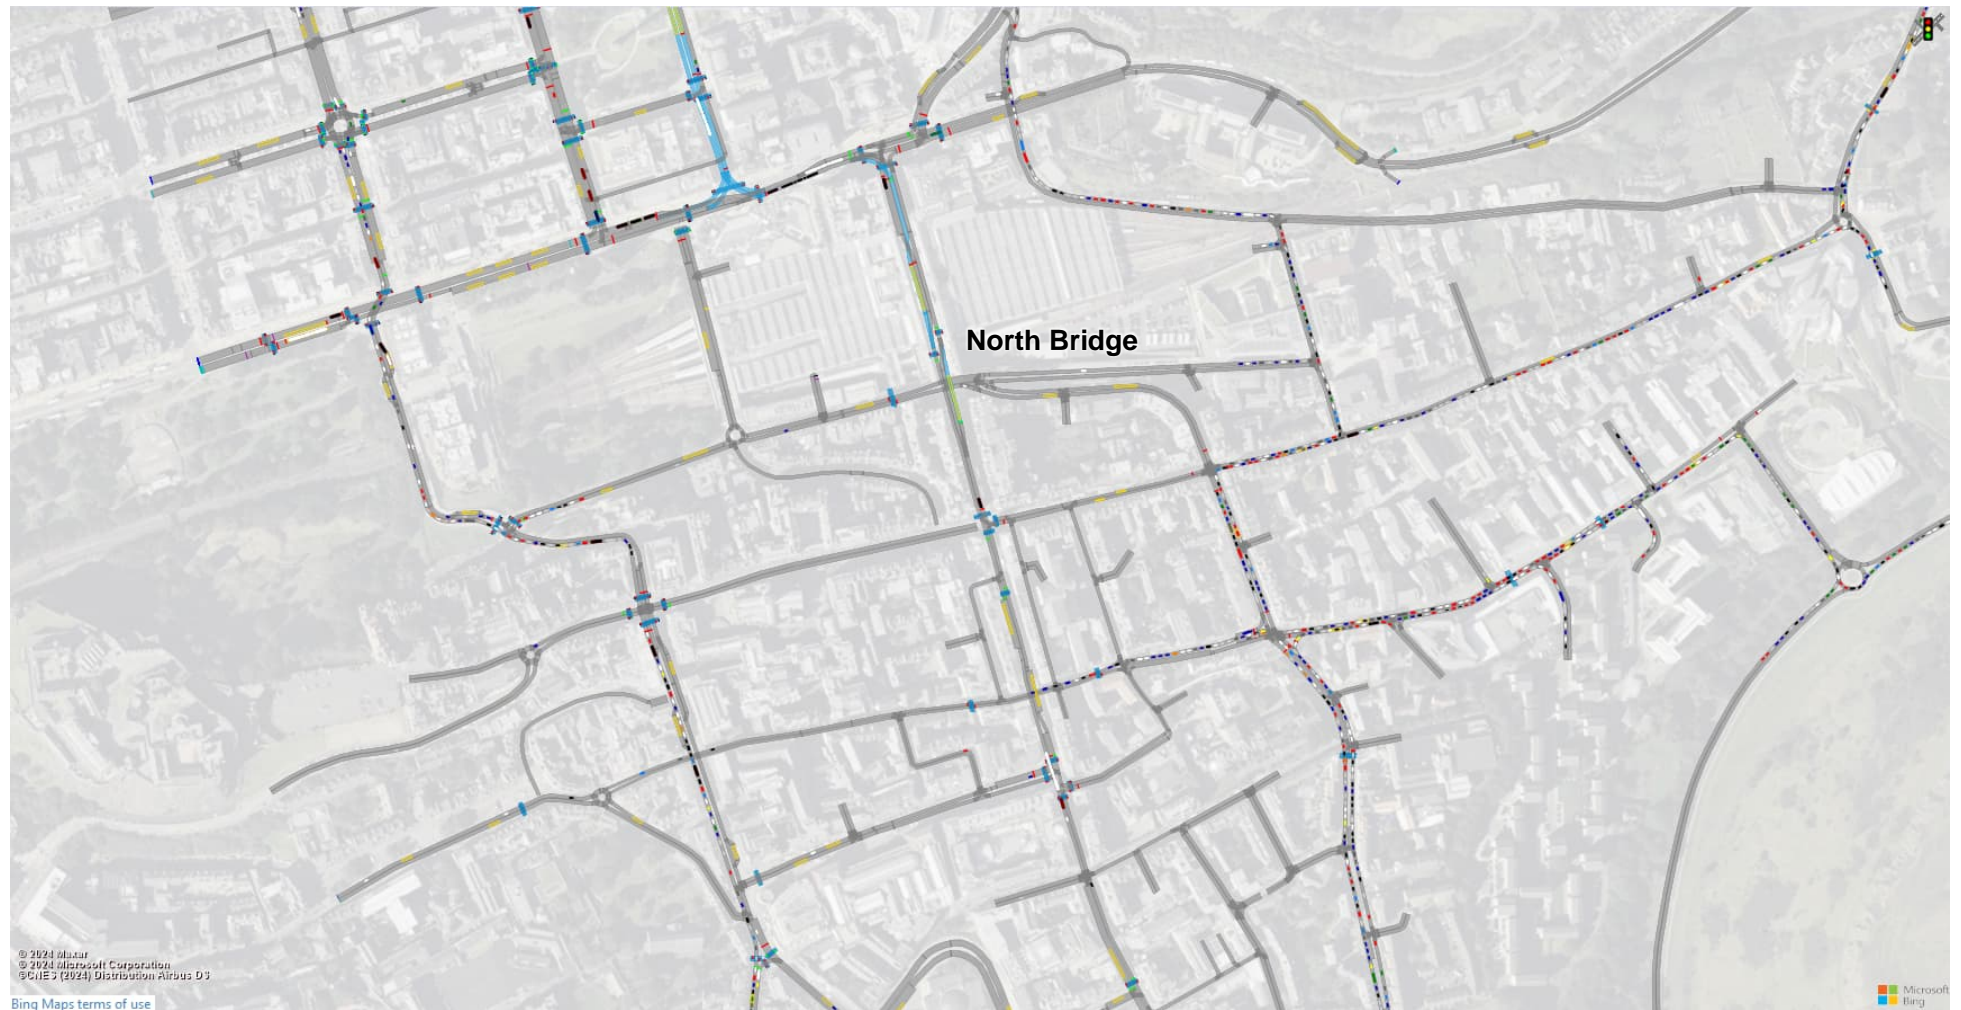 North Bridge
© 2024 Maxar
© 2024 Microsoft Corporation
©CNES (2024) Distribution Airbus DS
Bing Maps terms of use
Microsoft
Bing